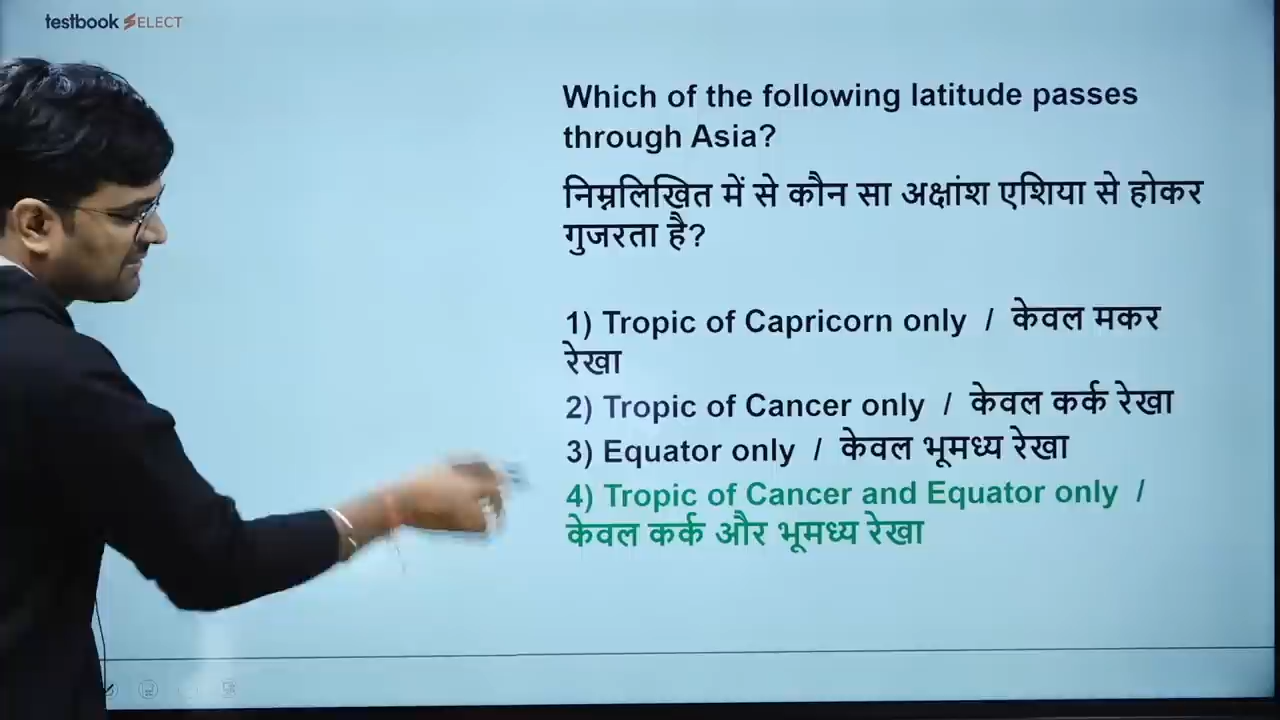 testbook SELECT
Which of the following latitude passes
through Asia?
निम्नलिखित में से कौन सा अक्षांश एशिया से होकर
गुजरता है?
1) Tropic of Capricorn only / केवल मकर
रेखा
2) Tropic of Cancer only / केवल कर्क रेखा
3) Equator only / केवल भूमध्य रेखा
4) Tropic of Cancer and Equator only /
केवल कर्क और भूमध्य रेखा